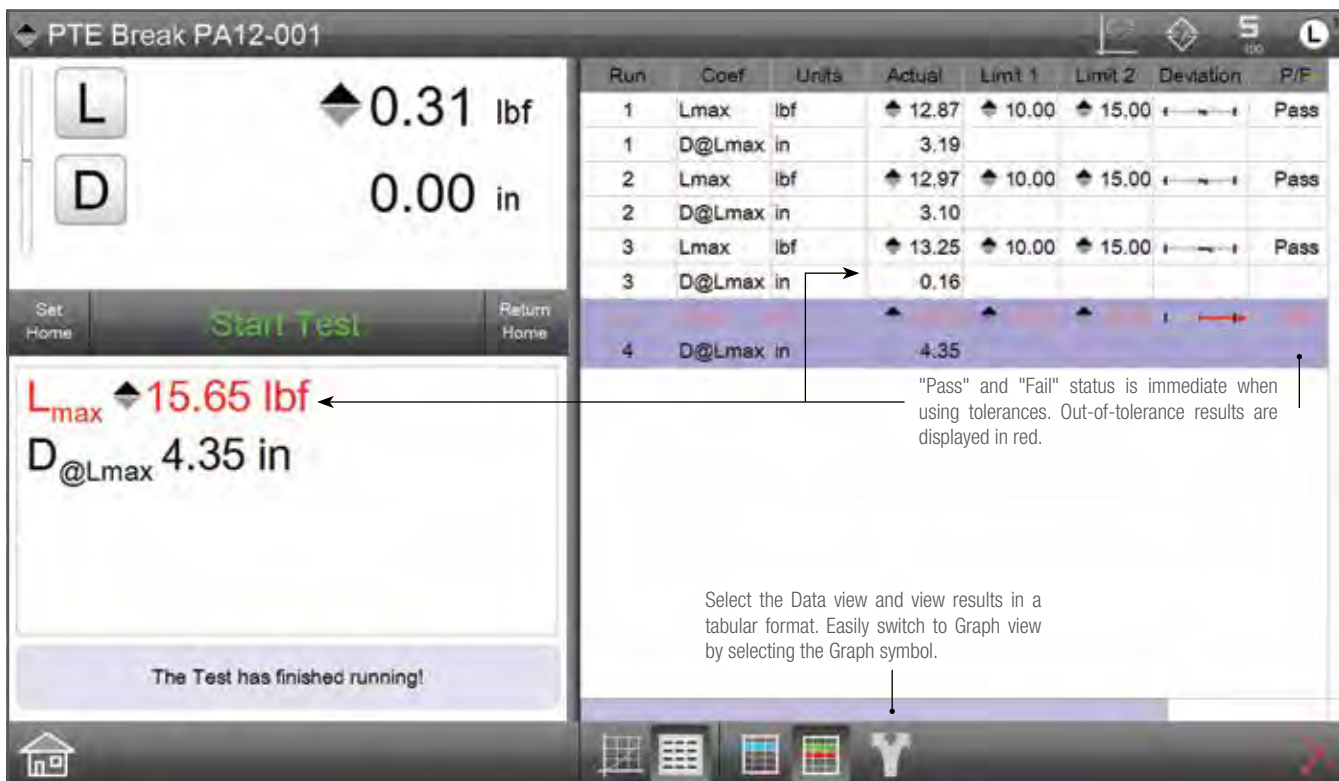 PTE Break PA12-001
L 0.31 lbf
D 0.00 in
Set Home
Start Test
Return Home
Lmax 15.65 lbf
D@Lmax 4.35 in
The Test has finished running!
S
L
Run Coef Units Actual Limit 1 Limit 2 Deviation P/F
1 Lmax lbf 12.87 10.00 15.00 Pass
1 D@Lmax in 3.19
2 Lmax lbf 12.97 10.00 15.00 Pass
2 D@Lmax in 3.10
3 Lmax lbf 13.25 10.00 15.00 Pass
3 D@Lmax in 0.16
4 D@Lmax in 4.35
"Pass" and "Fail" status is immediate when
using tolerances. Out-of-tolerance results are
displayed in red.
Select the Data view and view results in a
tabular format. Easily switch to Graph view
by selecting the Graph symbol.